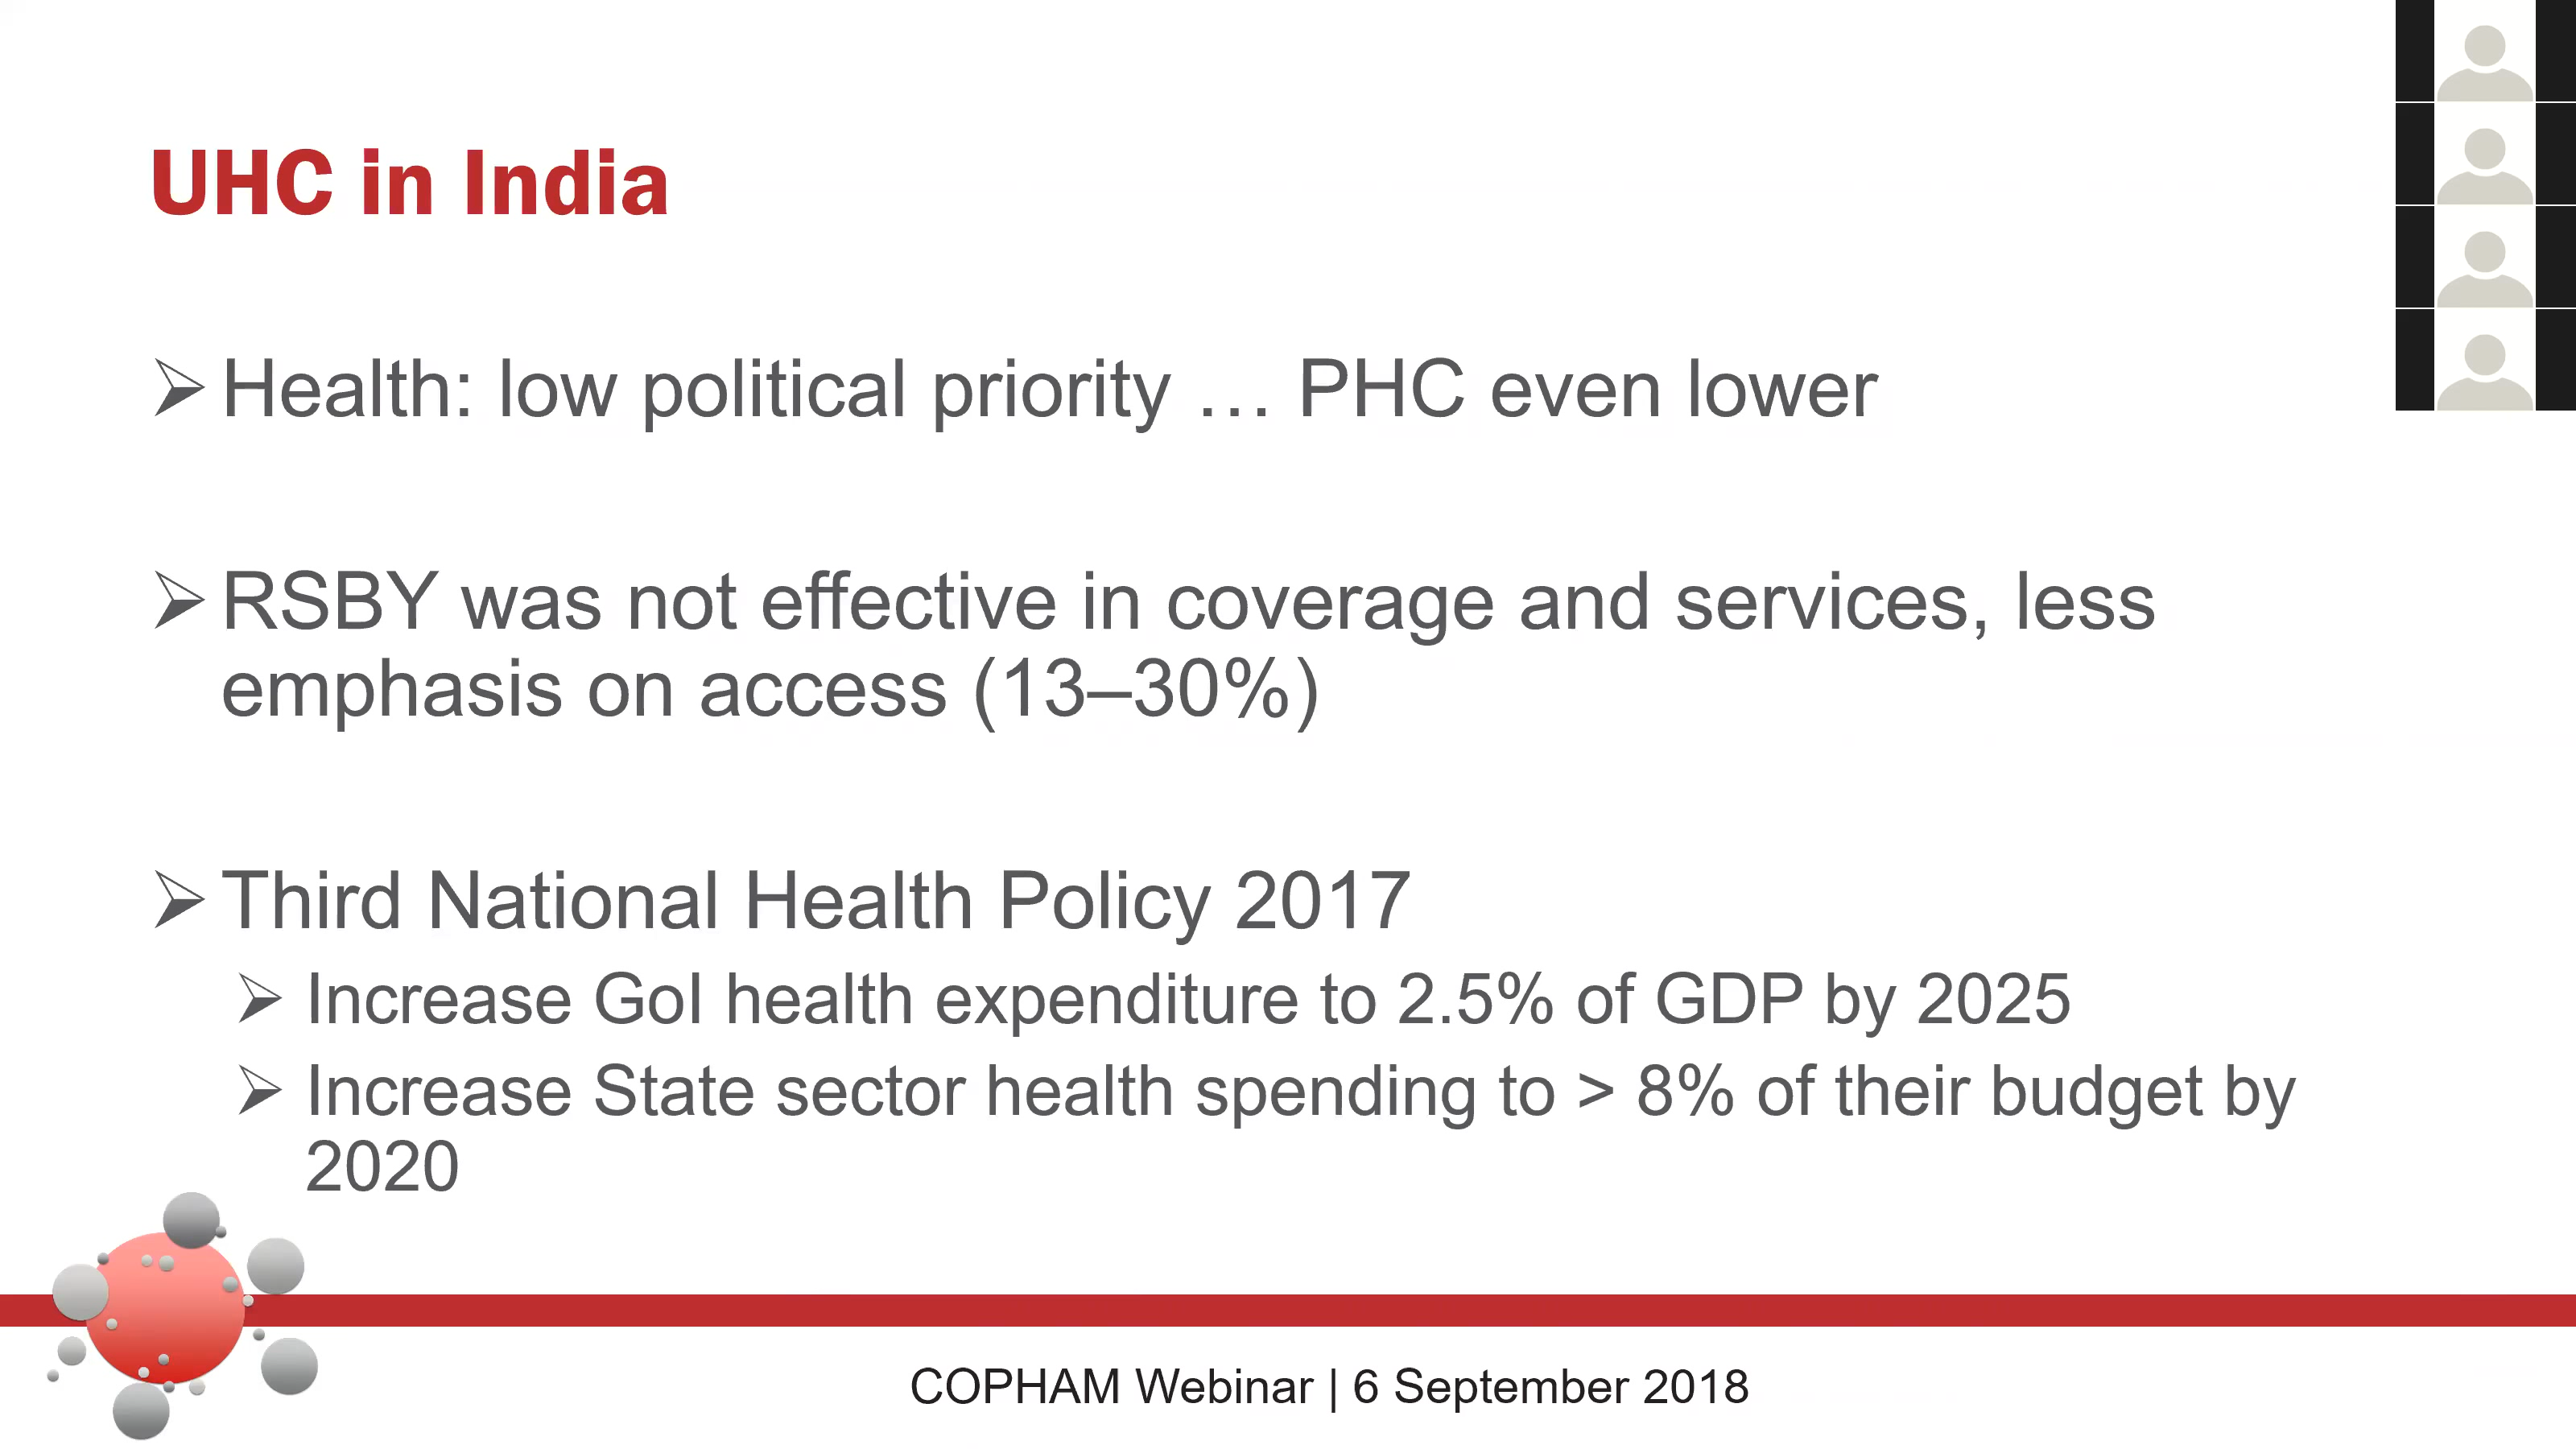 UHC in India
Health: low political priority … PHC even lower
RSBY was not effective in coverage and services, less
emphasis on access (13–30%)
Third National Health Policy 2017
Increase GoI health expenditure to 2.5% of GDP by 2025
Increase State sector health spending to > 8% of their budget by
2020
COPHAM Webinar | 6 September 2018